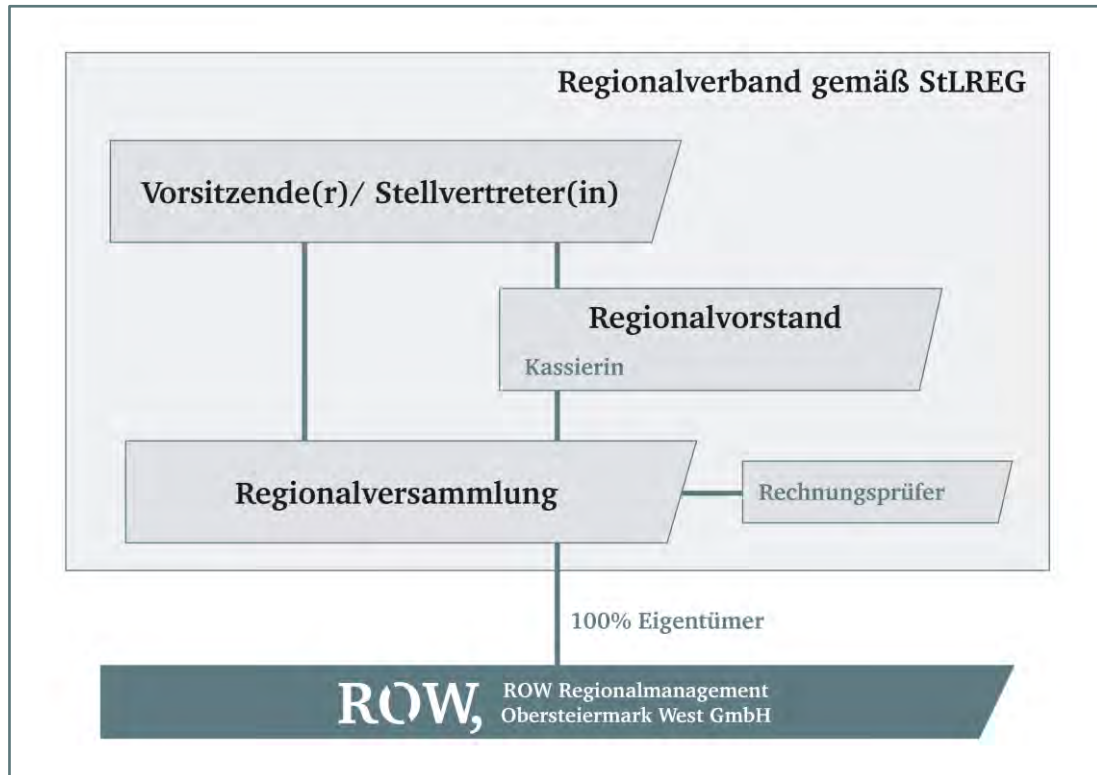 Regionalverband gemäß StLREG
Vorsitzende(r)/ Stellvertreter(in)
Regionalvorstand
Kassierin
Regionalversammlung
Rechnungsprüfer
100% Eigentümer
ROW,
ROW Regionalmanagement
Obersteiermark West GmbH